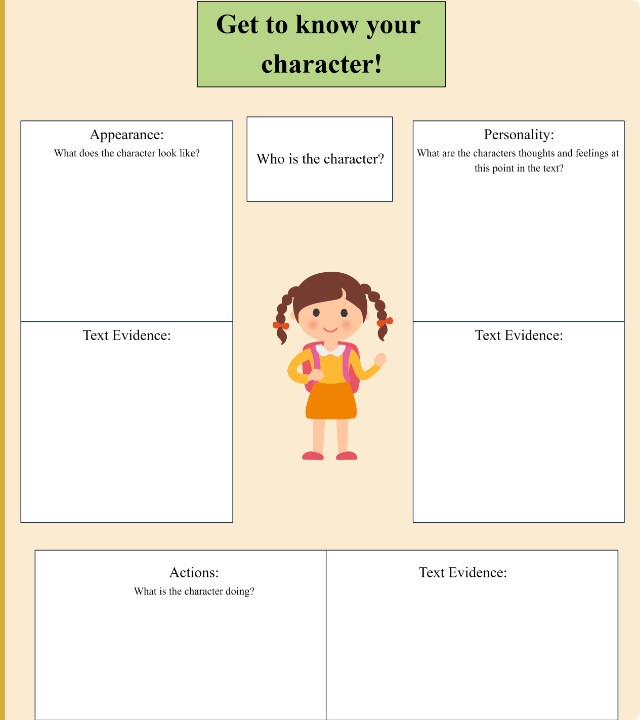 Get to know your
character!
Appearance:
What does the character look like?
Who is the character?
Personality:
What are the characters thoughts and feelings at
this point in the text?
Text Evidence:
Text Evidence:
Actions:
What is the character doing?
Text Evidence: